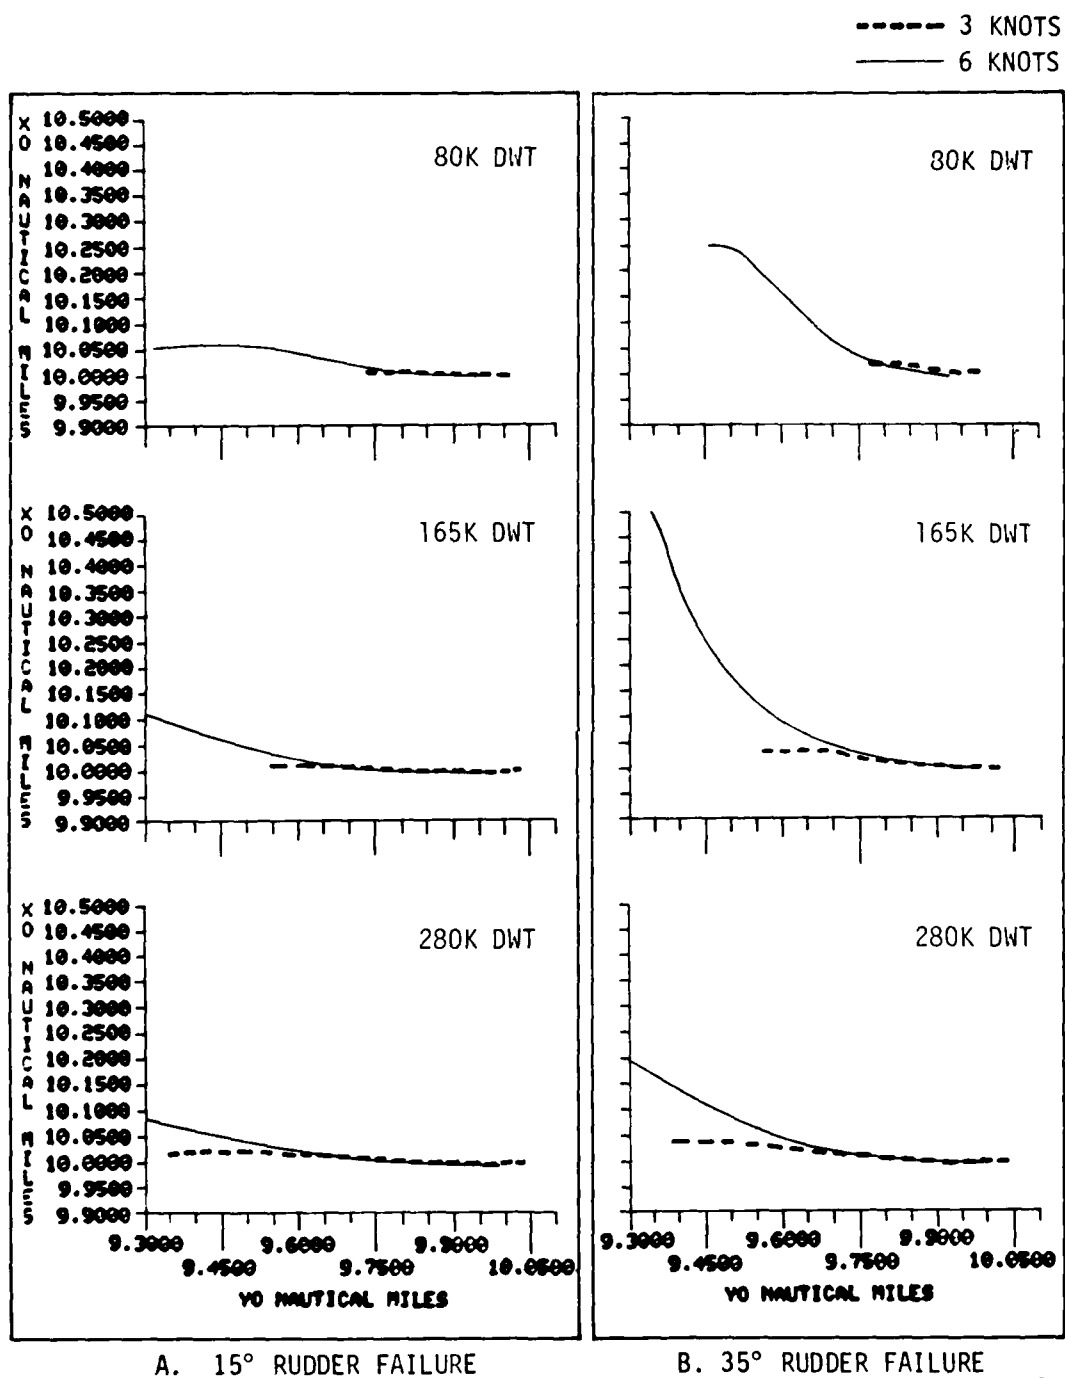 3 KNOTS
6 KNOTS
XO NAUTICAL MILES
10.5000
10.4500
10.4000
10.3500
10.3000
10.2500
10.2000
10.1500
10.1000
10.0500
10.0000
9.9500
9.9000
80K DWT
80K DWT
XO NAUTICAL MILES
10.5000
10.4500
10.4000
10.3500
10.3000
10.2500
10.2000
10.1500
10.1000
10.0500
10.0000
9.9500
9.9000
165K DWT
165K DWT
XO NAUTICAL MILES
10.5000
10.4500
10.4000
10.3500
10.3000
10.2500
10.2000
10.1500
10.1000
10.0500
10.0000
9.9500
9.9000
280K DWT
280K DWT
9.3000 9.6000 9.9000
9.4500 9.7500 10.0500
YO NAUTICAL MILES
9.3000 9.6000 9.9000
9.4500 9.7500 10.0500
YO NAUTICAL MILES
A. 15° RUDDER FAILURE
B. 35° RUDDER FAILURE